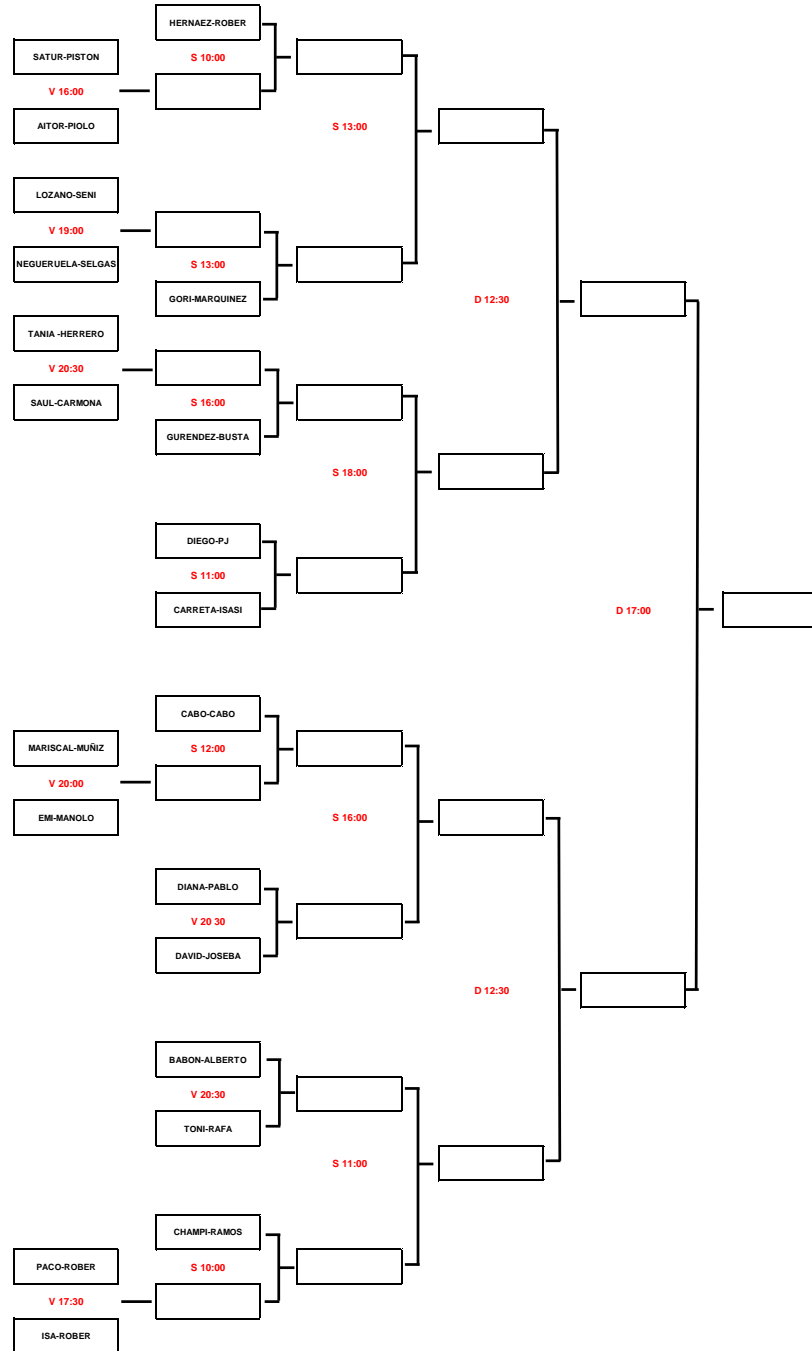 HERNAEZ-ROBER
SATUR-PISTON
S 10:00
V 16:00
AITOR-PIOLO
S 13:00
LOZANO-SENI
V 19:00
NEGUERUELA-SELGAS
S 13:00
GORI-MARQUINEZ
D 12:30
TANIA -HERRERO
V 20:30
SAUL-CARMONA
S 16:00
GURENDEZ-BUSTA
S 18:00
DIEGO-PJ
S 11:00
CARRETA-ISASI
D 17:00
CABO-CABO
MARISCAL-MUÑIZ
S 12:00
V 20:00
EMI-MANOLO
S 16:00
DIANA-PABLO
V 20 30
DAVID-JOSEBA
D 12:30
BABON-ALBERTO
V 20:30
TONI-RAFA
S 11:00
CHAMPI-RAMOS
PACO-ROBER
S 10:00
V 17:30
ISA-ROBER